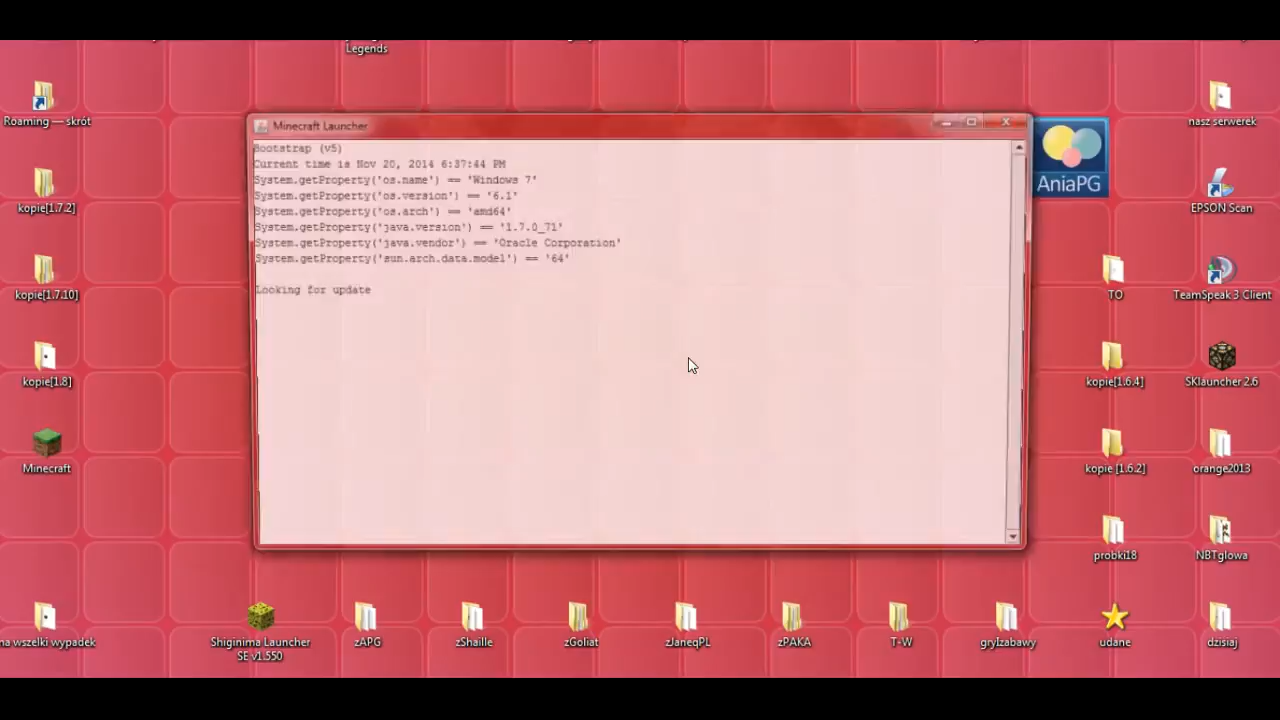 Legends
Roaming — skrót
kopie[1.7.2]
kopie[1.7.10]
kopie[1.8]
Minecraft
na wszelki wypadek
Minecraft Launcher
Bootstrap (v5)
Current time is Nov 20, 2014 6:37:44 PM
System.getProperty('os.name') == 'Windows 7'
System.getProperty('os.version') == '6.1'
System.getProperty('os.arch') == 'amd64'
System.getProperty('java.version') == '1.7.0_71'
System.getProperty('java.vendor') == 'Oracle Corporation'
System.getProperty('sun.arch.data.model') == '64'
Looking for update
AniaPG
nasz serwerek
EPSON Scan
TO
TeamSpeak 3 Client
kopie[1.6.4]
SKlauncher 2.6
kopie [1.6.2]
orange2013
probki18
NBTglowa
Shiginima Launcher
SE v1.550
zAPG
zShaille
zGoliat
zJaneqPL
zPAKA
T-W
gryIzabawy
udane
dzisiaj